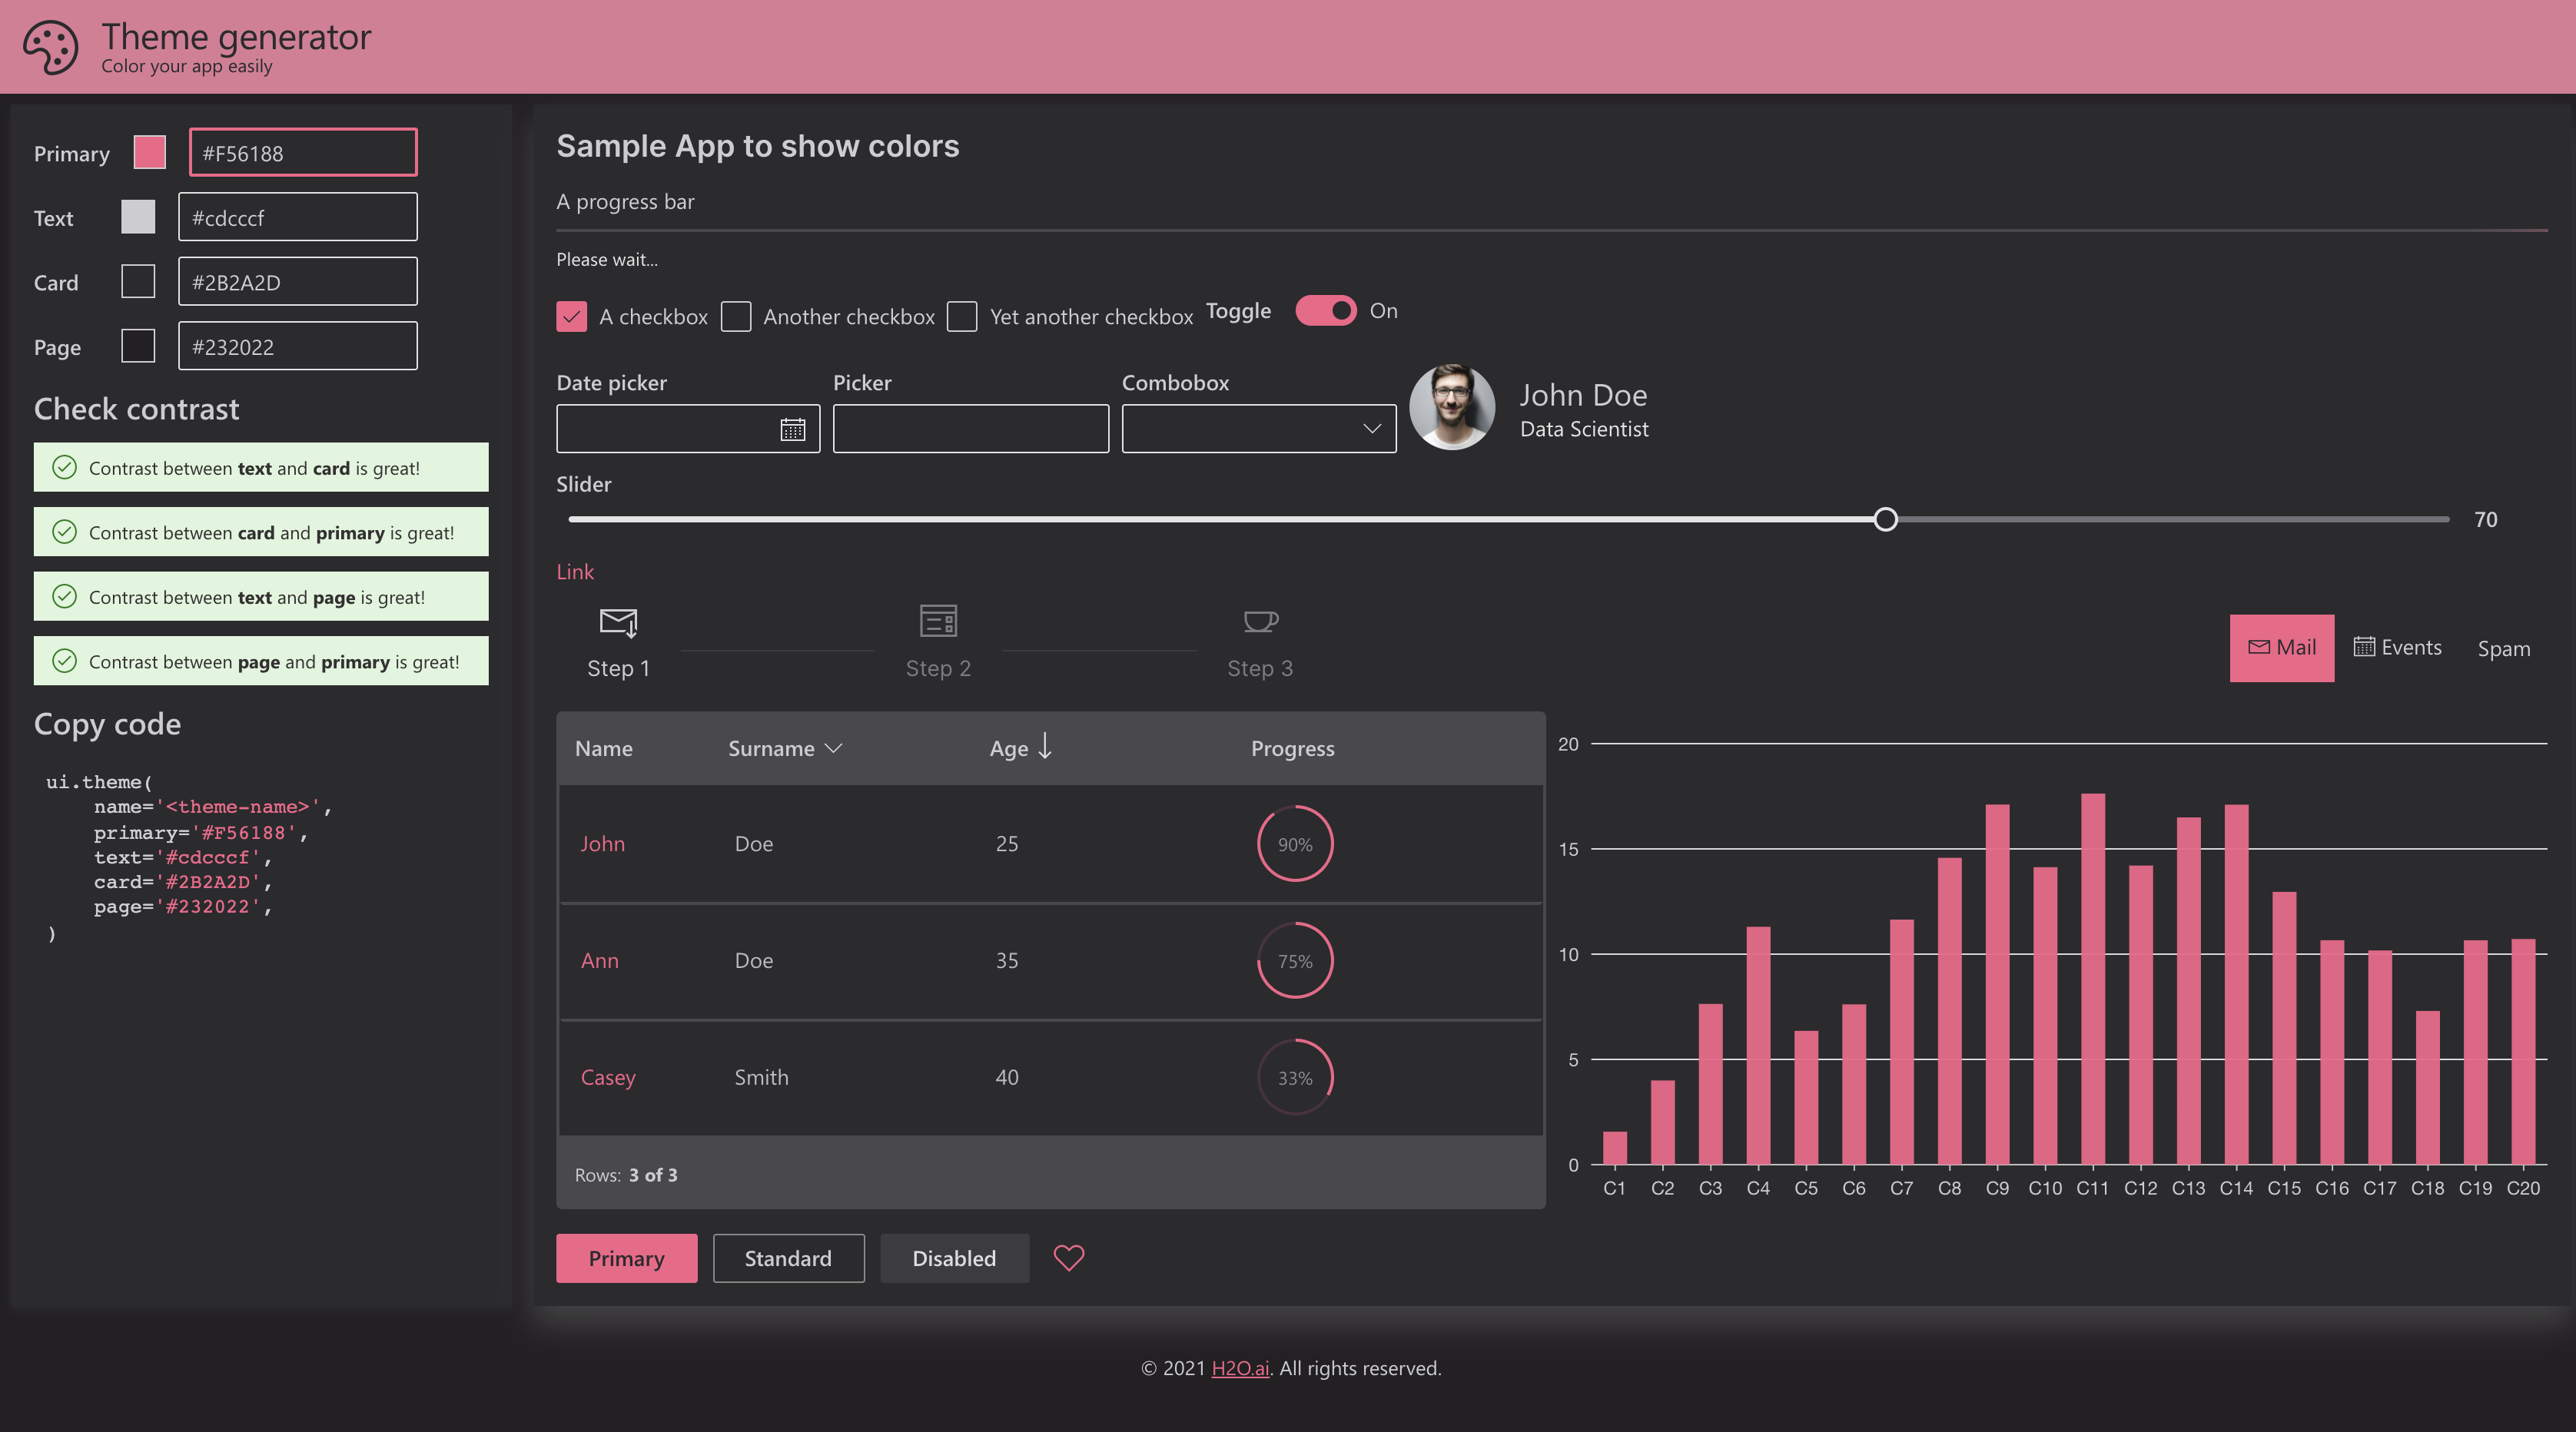 Theme generator
Color your app easily
Primary #F56188
Text #cdcccf
Card #2B2A2D
Page #232022
Check contrast
Contrast between text and card is great!
Contrast between card and primary is great!
Contrast between text and page is great!
Contrast between page and primary is great!
Copy code
ui.theme(
name='<theme-name>',
primary='#F56188',
text='#cdcccf',
card='#2B2A2D',
page='#232022',
)
Sample App to show colors
A progress bar
Please wait...
A checkbox Another checkbox Yet another checkbox Toggle On
Date picker Picker Combobox
John Doe
Data Scientist
Slider
70
Link
Step 1 Step 2 Step 3
Mail Events Spam
Name Surname Age Progress
John Doe 25 90%
Ann Doe 35 75%
Casey Smith 40 33%
Rows: 3 of 3
20
15
10
5
0
C1 C2 C3 C4 C5 C6 C7 C8 C9 C10 C11 C12 C13 C14 C15 C16 C17 C18 C19 C20
Primary Standard Disabled
© 2021 H2O.ai. All rights reserved.